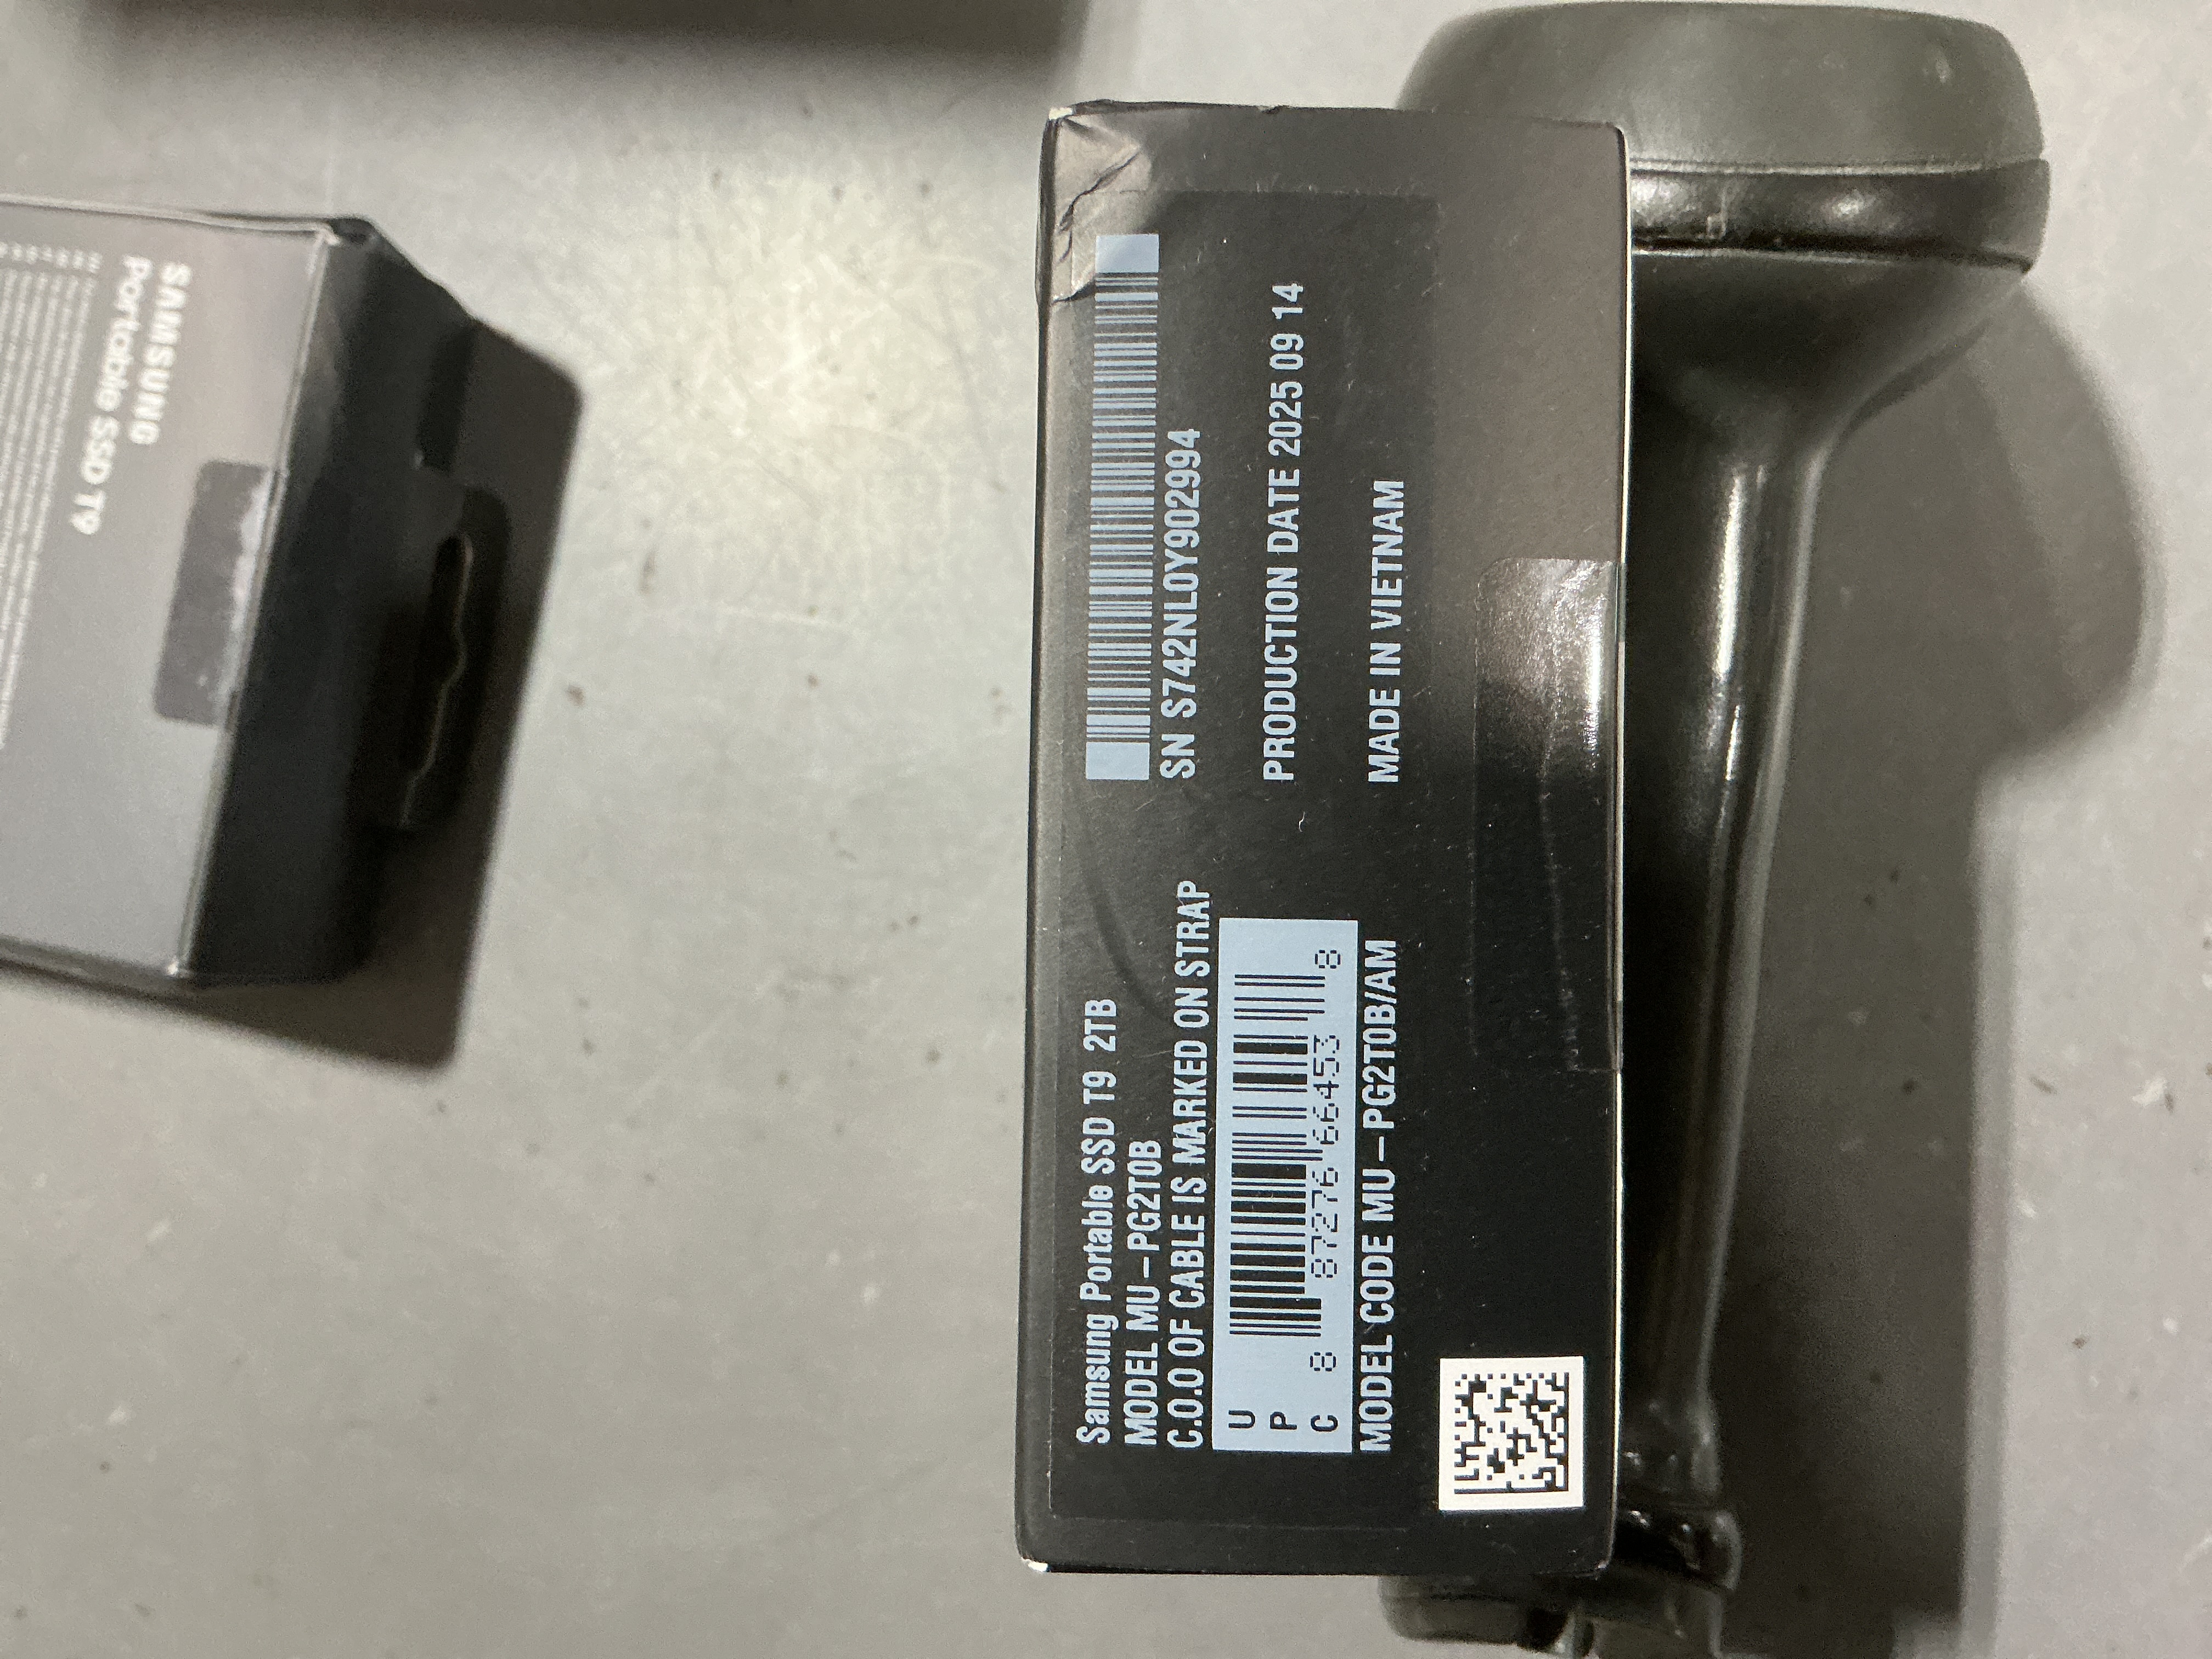 Samsung Portable SSD T9 2TB
MODEL MU-PG2T0B
C.O.O OF CABLE IS MARKED ON STRAP
UPC
8 87276 66453 8
MODEL CODE MU-PG2T0B/AM
SN S742NL0Y902994
PRODUCTION DATE 2025 09 14
MADE IN VIETNAM
SAMSUNG
Portable SSD T9